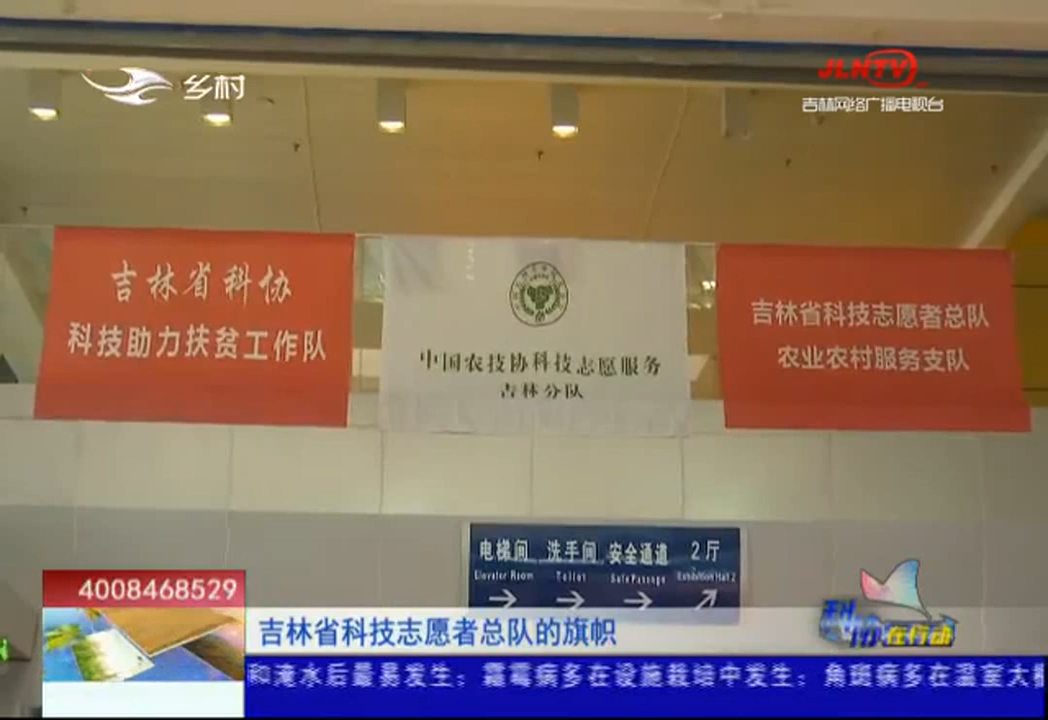 乡村
JLNTV
吉林网络广播电视台
吉林省科协
科技助力扶贫工作队
中国农技协科技志愿服务
吉林分队
吉林省科技志愿者总队
农业农村服务支队
电梯间 洗手间 安全通道 2厅
Elevator Room Toilet Safe Passage Exhibition Hall 2
4008468529
吉林省科技志愿者总队的旗帜
科协在行动
和淹水后最易发生；霜霉病多在设施栽培中发生；角斑病多在温室大棚